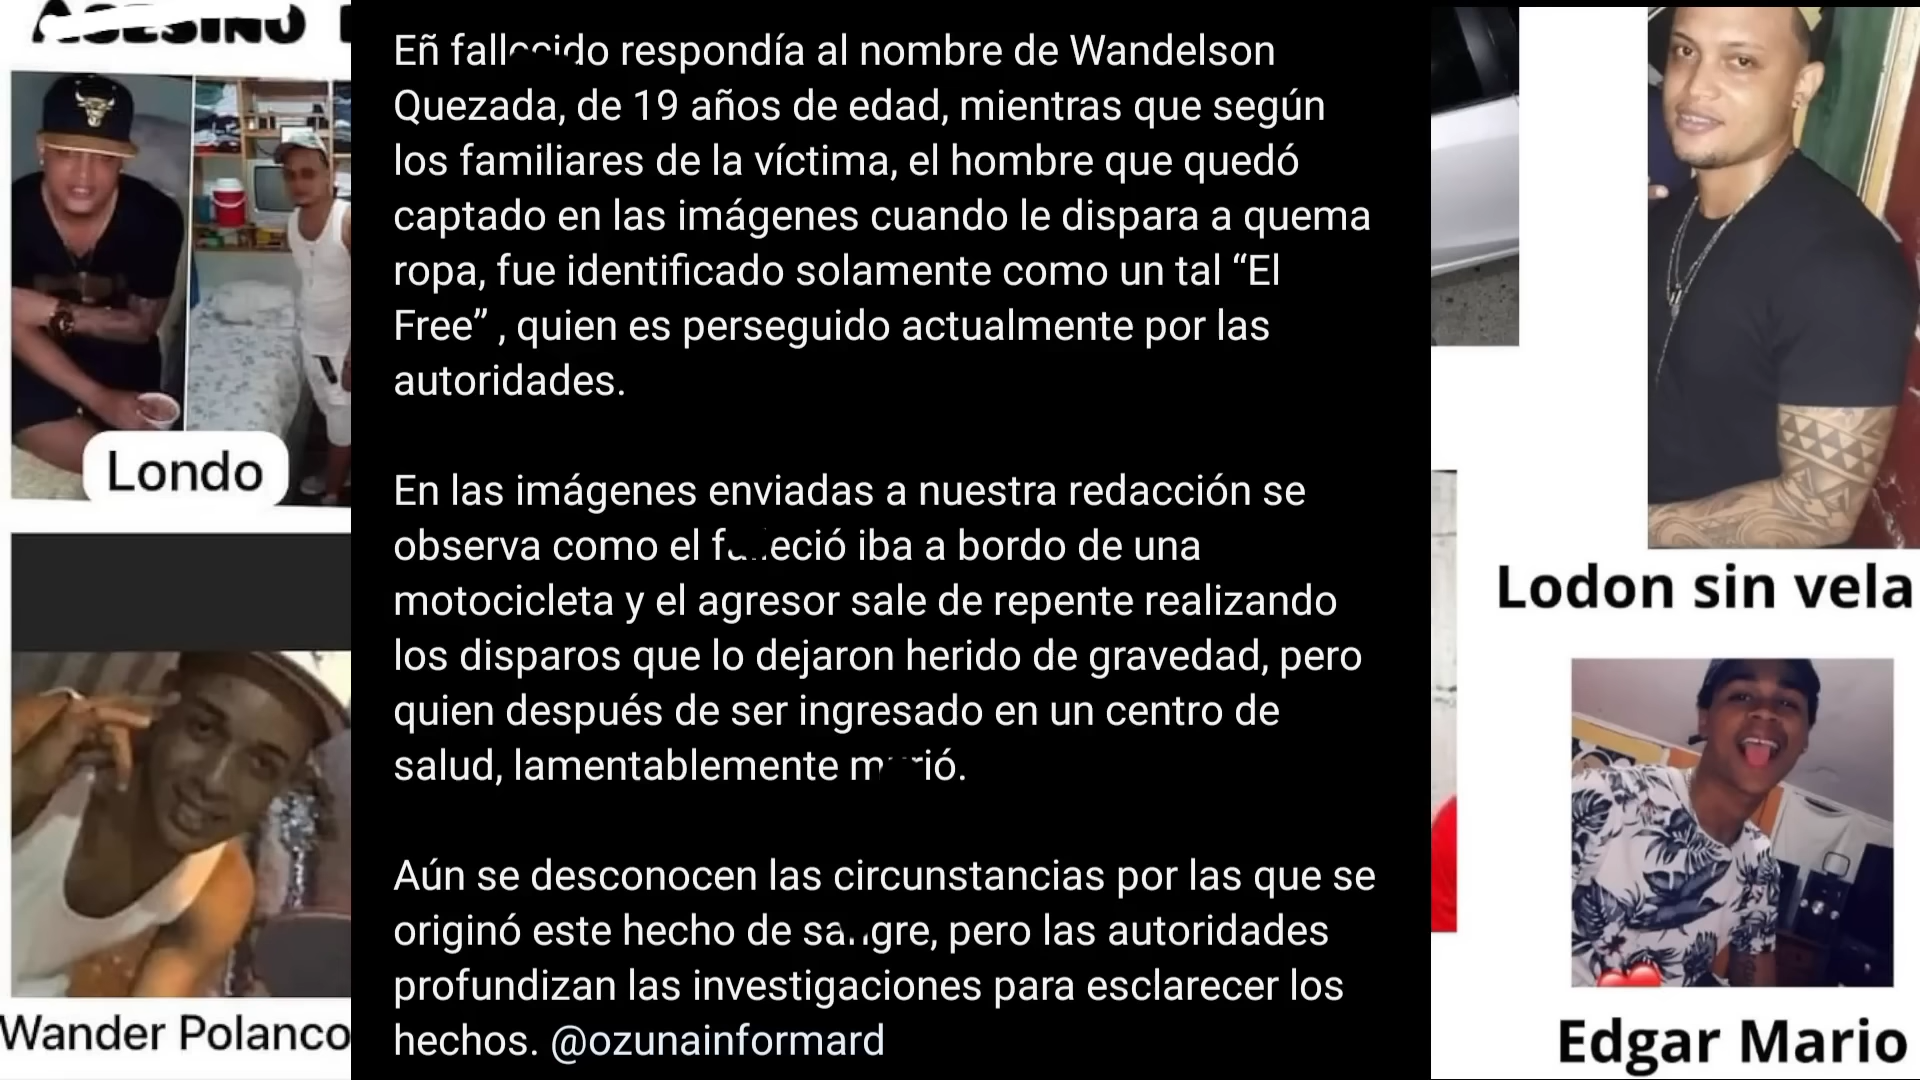 ASESINO
Eñ fallecido respondía al nombre de Wandelson
Quezada, de 19 años de edad, mientras que según
los familiares de la víctima, el hombre que quedó
captado en las imágenes cuando le dispara a quema
ropa, fue identificado solamente como un tal “El
Free” , quien es perseguido actualmente por las
autoridades.
En las imágenes enviadas a nuestra redacción se
observa como el falleció iba a bordo de una
motocicleta y el agresor sale de repente realizando
los disparos que lo dejaron herido de gravedad, pero
quien después de ser ingresado en un centro de
salud, lamentablemente murió.
Aún se desconocen las circunstancias por las que se
originó este hecho de sangre, pero las autoridades
profundizan las investigaciones para esclarecer los
hechos. @ozunainformard
Londo
Wander Polanco
Lodon sin vela
Edgar Mario